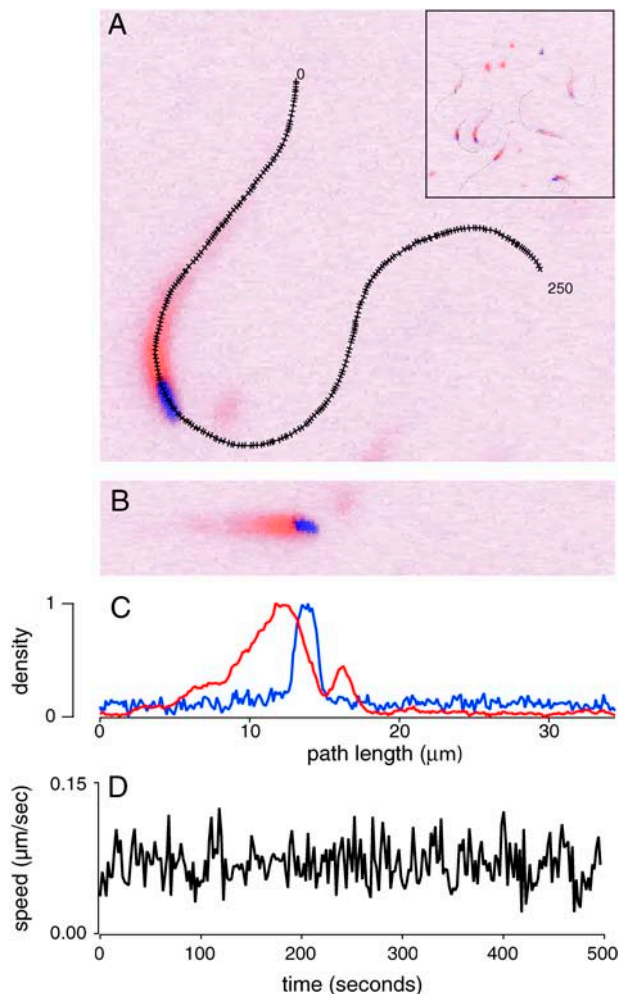 A
0
250
B
C
1
density
0
0
10
20
30
path length (μm)
D
0.15
speed (μm/sec)
0.00
0
100
200
300
400
500
time (seconds)